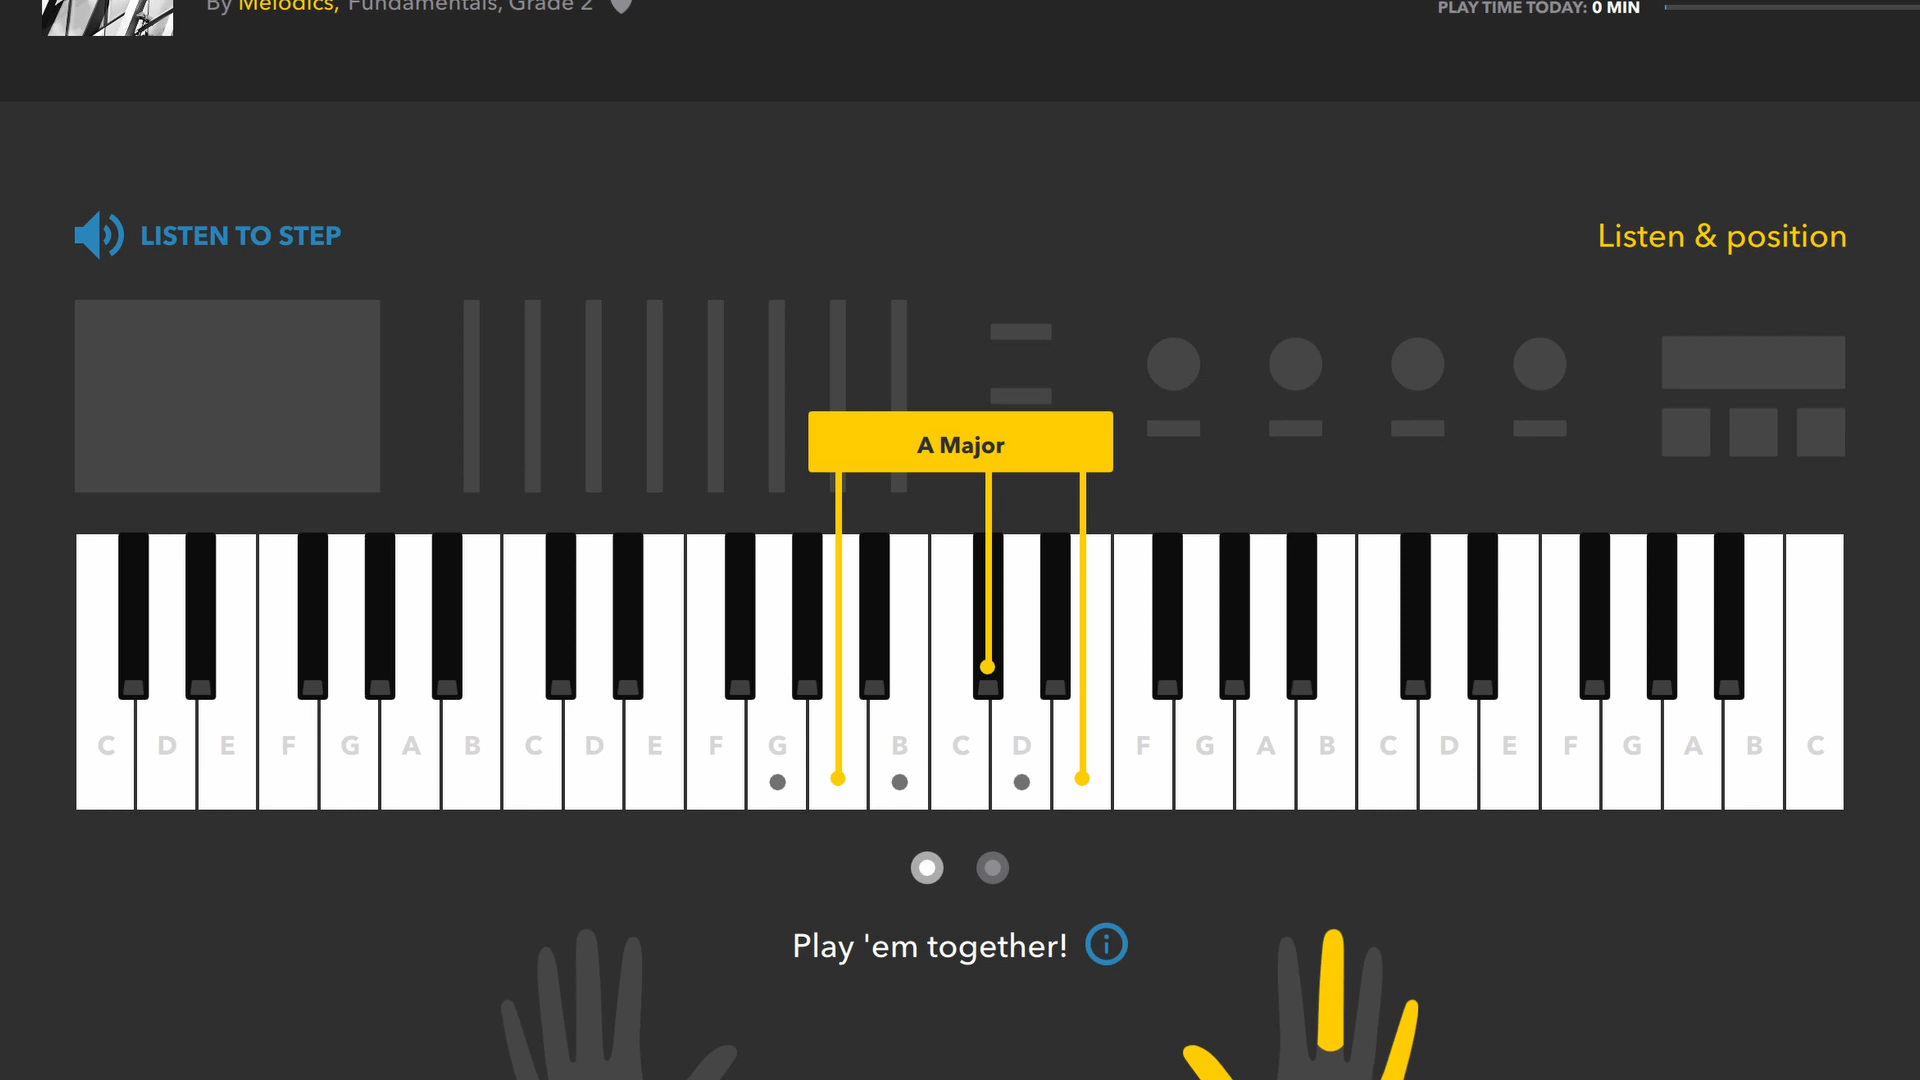 By Melodics, Fundamentals, Grade 2
PLAY TIME TODAY: 0 MIN
LISTEN TO STEP
Listen & position
A Major
C D E F G A B C D E F G B C D F G A B C D E F G A B C
Play 'em together!